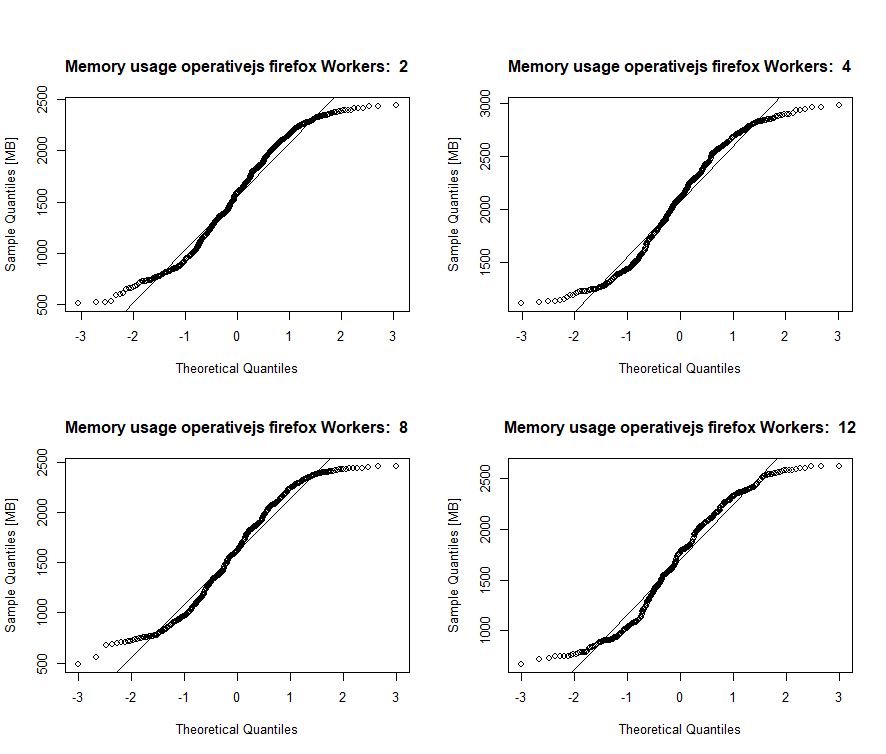 Memory usage operativejs firefox Workers:  2
Sample Quantiles [MB]
500 1000 1500 2000 2500
-3 -2 -1 0 1 2 3
Theoretical Quantiles
Memory usage operativejs firefox Workers:  4
Sample Quantiles [MB]
1500 2000 2500 3000
-3 -2 -1 0 1 2 3
Theoretical Quantiles
Memory usage operativejs firefox Workers:  8
Sample Quantiles [MB]
500 1000 1500 2000 2500
-3 -2 -1 0 1 2 3
Theoretical Quantiles
Memory usage operativejs firefox Workers:  12
Sample Quantiles [MB]
1000 1500 2000 2500
-3 -2 -1 0 1 2 3
Theoretical Quantiles